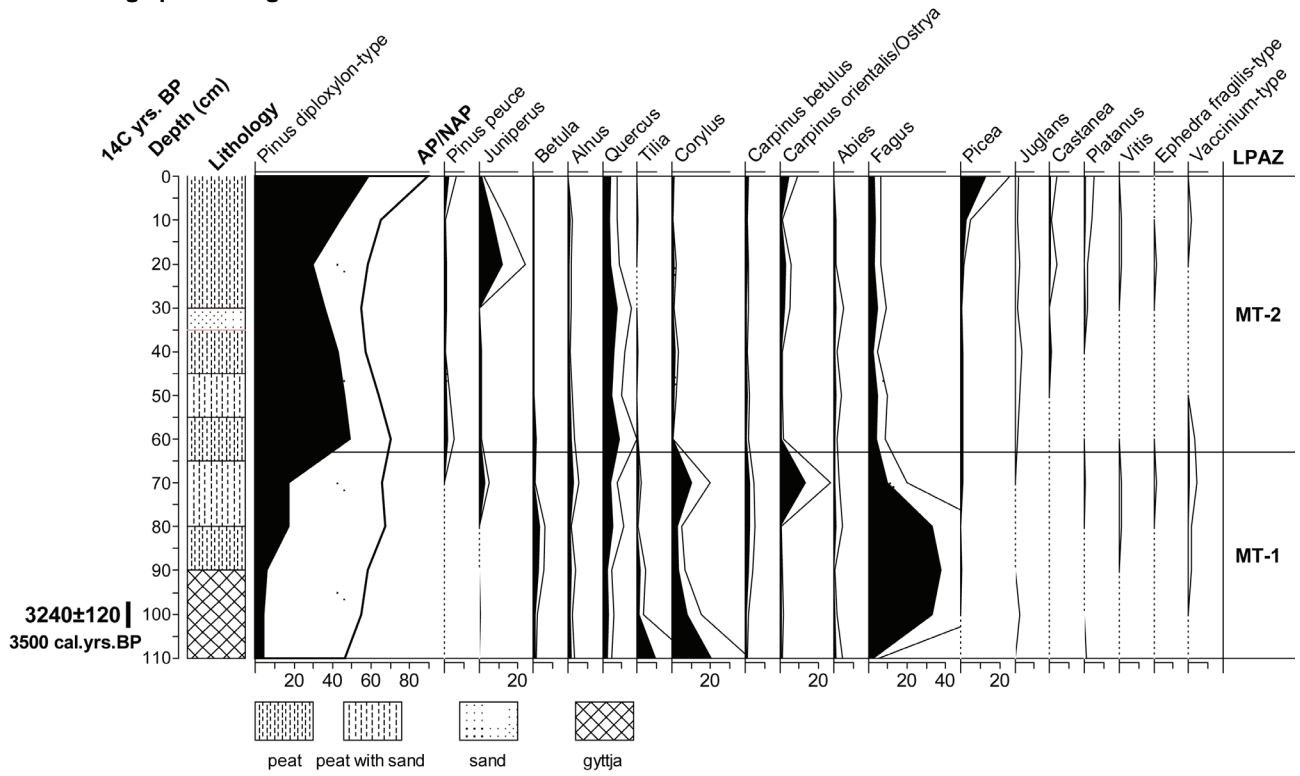 14C yrs. BP
Depth (cm)
Lithology
Pinus diploxylon-type
AP/NAP
Pinus peuce
Juniperus
Betula
Alnus
Quercus
Tilia
Corylus
Carpinus betulus
Carpinus orientalis/Ostrya
Abies
Fagus
Picea
Juglans
Castanea
Platanus
Vitis
Ephedra fragilis-type
Vaccinium-type
LPAZ
0
10
20
30
40
50
60
70
80
90
100
110
MT-2
MT-1
3240±120
3500 cal.yrs.BP
20 40 60 80 20 20 20 20 40 20
peat peat with sand sand gyttja